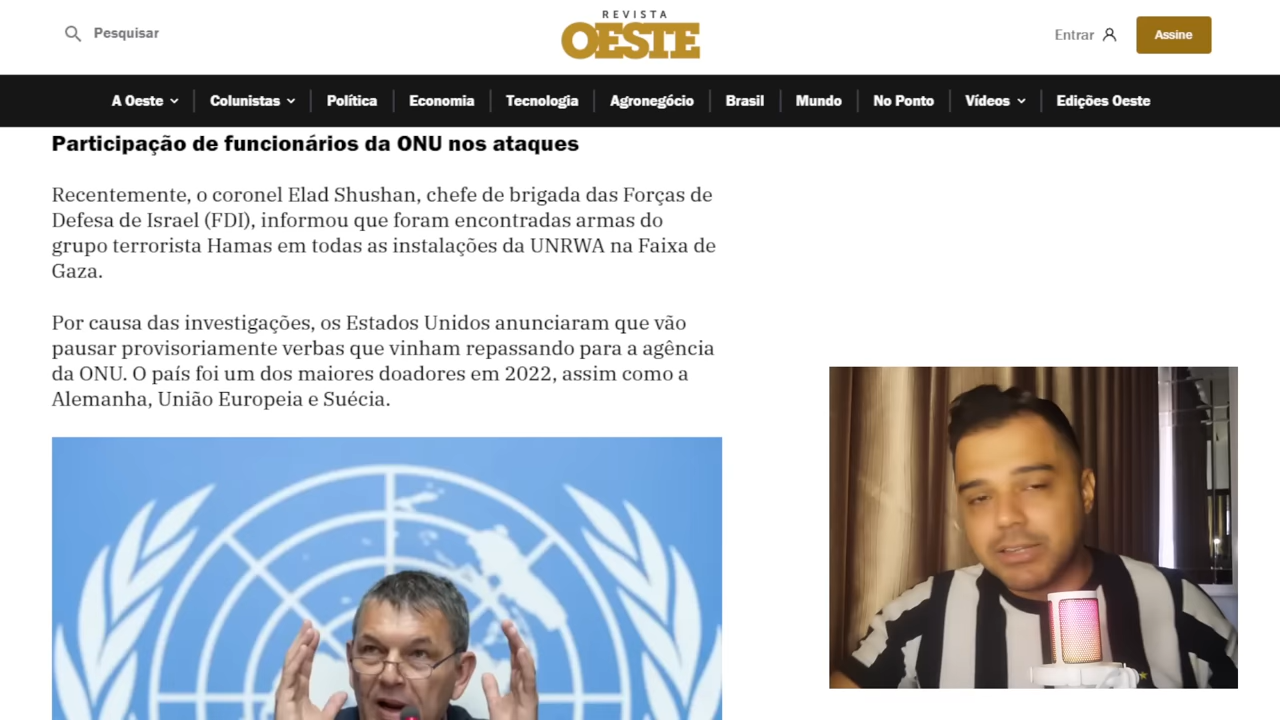 REVISTA
OESTE
Pesquisar
Entrar
Assine
A Oeste
Colunistas
Política
Economia
Tecnologia
Agronegócio
Brasil
Mundo
No Ponto
Vídeos
Edições Oeste
Participação de funcionários da ONU nos ataques
Recentemente, o coronel Elad Shushan, chefe de brigada das Forças de
Defesa de Israel (FDI), informou que foram encontradas armas do
grupo terrorista Hamas em todas as instalações da UNRWA na Faixa de
Gaza.
Por causa das investigações, os Estados Unidos anunciaram que vão
pausar provisoriamente verbas que vinham repassando para a agência
da ONU. O país foi um dos maiores doadores em 2022, assim como a
Alemanha, União Europeia e Suécia.